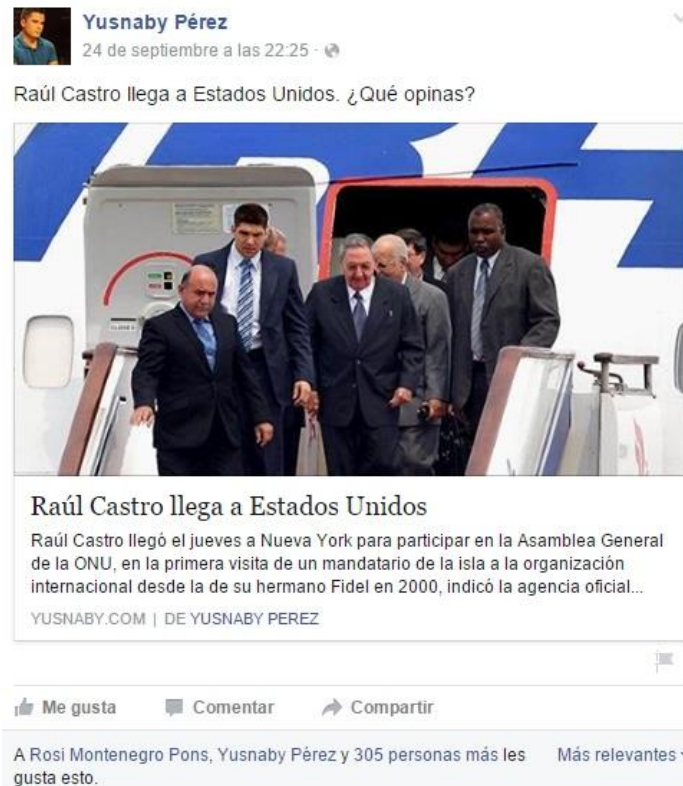 Yusnaby Pérez
24 de septiembre a las 22:25 ·
Raúl Castro llega a Estados Unidos. ¿Qué opinas?
Raúl Castro llega a Estados Unidos
Raúl Castro llegó el jueves a Nueva York para participar en la Asamblea General
de la ONU, en la primera visita de un mandatario de la isla a la organización
internacional desde la de su hermano Fidel en 2000, indicó la agencia oficial...
YUSNABY.COM | DE YUSNABY PEREZ
Me gusta Comentar Compartir
A Rosi Montenegro Pons, Yusnaby Pérez y 305 personas más les Más relevantes
gusta esto.